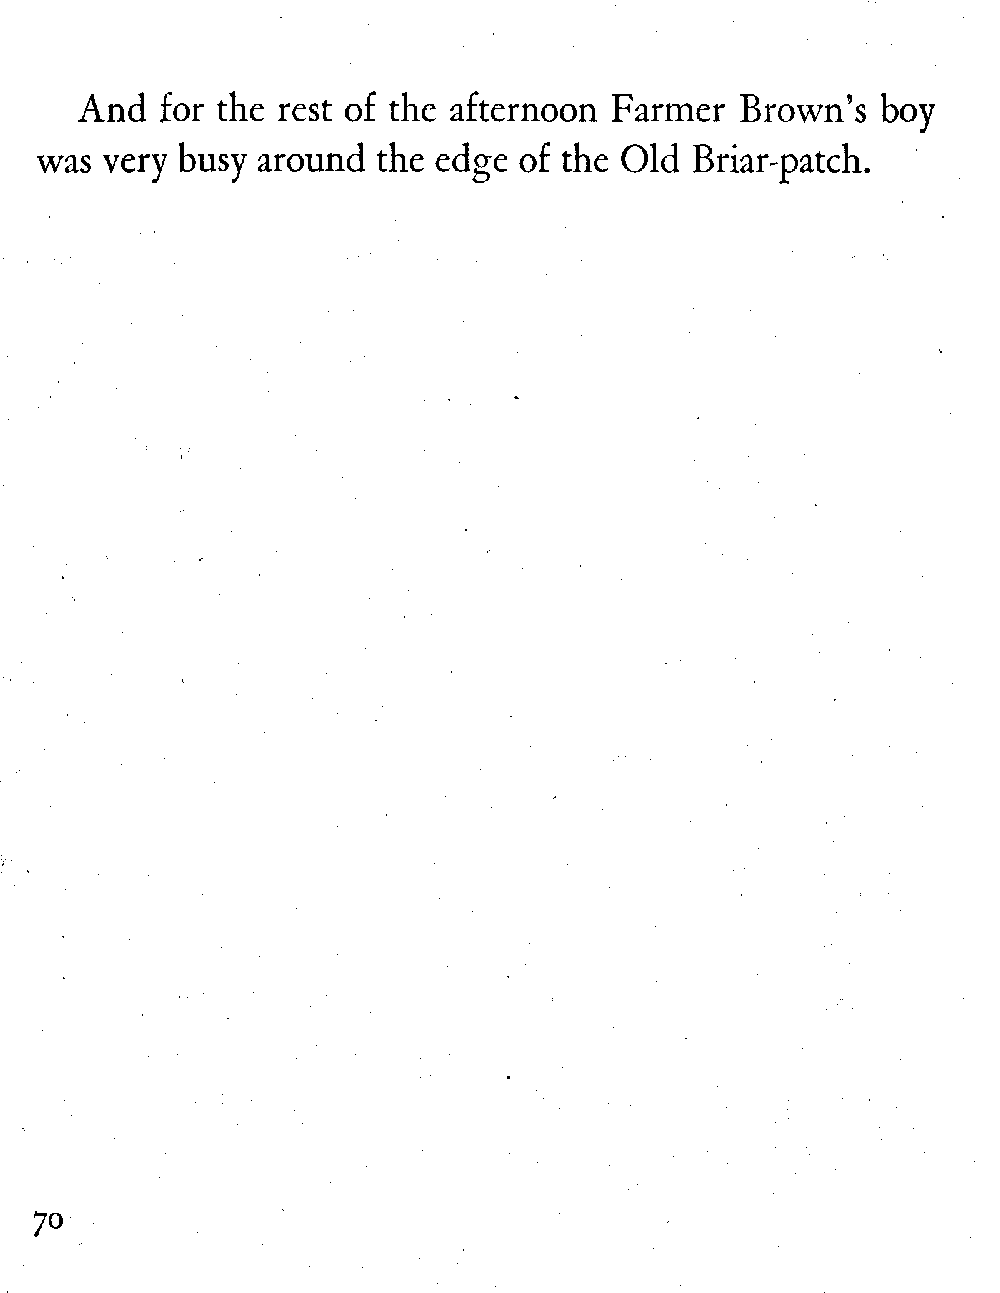 And for the rest of the afternoon Farmer Brown's boy
was very busy around the edge of the Old Briar-patch.
70